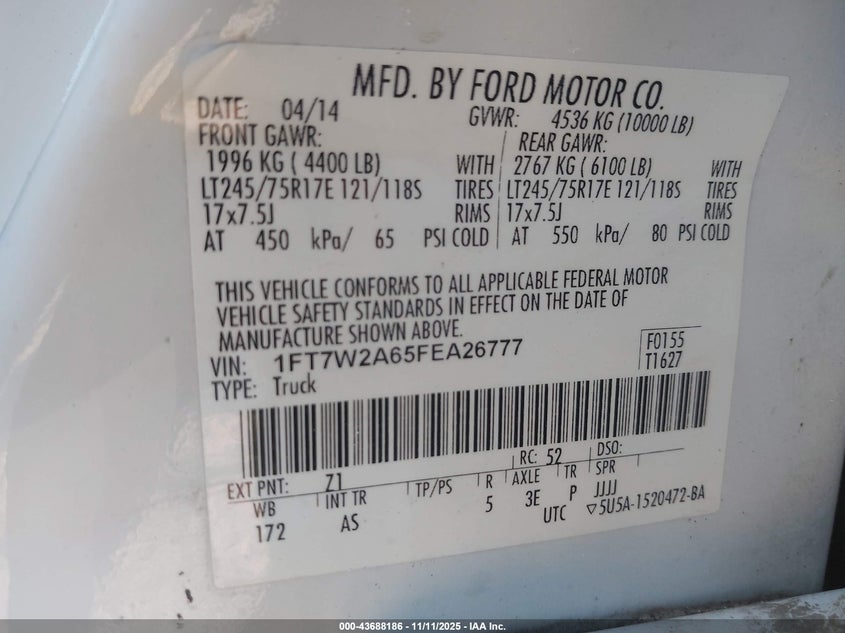 MFD. BY FORD MOTOR CO.
DATE: 04/14 GVWR: 4536 KG (10000 LB)
FRONT GAWR: REAR GAWR:
1996 KG ( 4400 LB) WITH 2767 KG ( 6100 LB) WITH
LT245/75R17E 121/118S TIRES LT245/75R17E 121/118S TIRES
17x7.5J RIMS 17x7.5J RIMS
AT 450 kPa/ 65 PSI COLD AT 550 kPa/ 80 PSI COLD
THIS VEHICLE CONFORMS TO ALL APPLICABLE FEDERAL MOTOR
VEHICLE SAFETY STANDARDS IN EFFECT ON THE DATE OF
MANUFACTURE SHOWN ABOVE.
VIN: 1FT7W2A65FEA26777 F0155
TYPE: Truck T1627
EXT PNT: Z1 RC: 52 DSO:
WB INT TR TP/PS R AXLE TR SPR
172 AS 5 3E P JJJJ
UTC ▽5U5A-1520472-BA
000-43688186 - 11/11/2025 - IAA Inc.